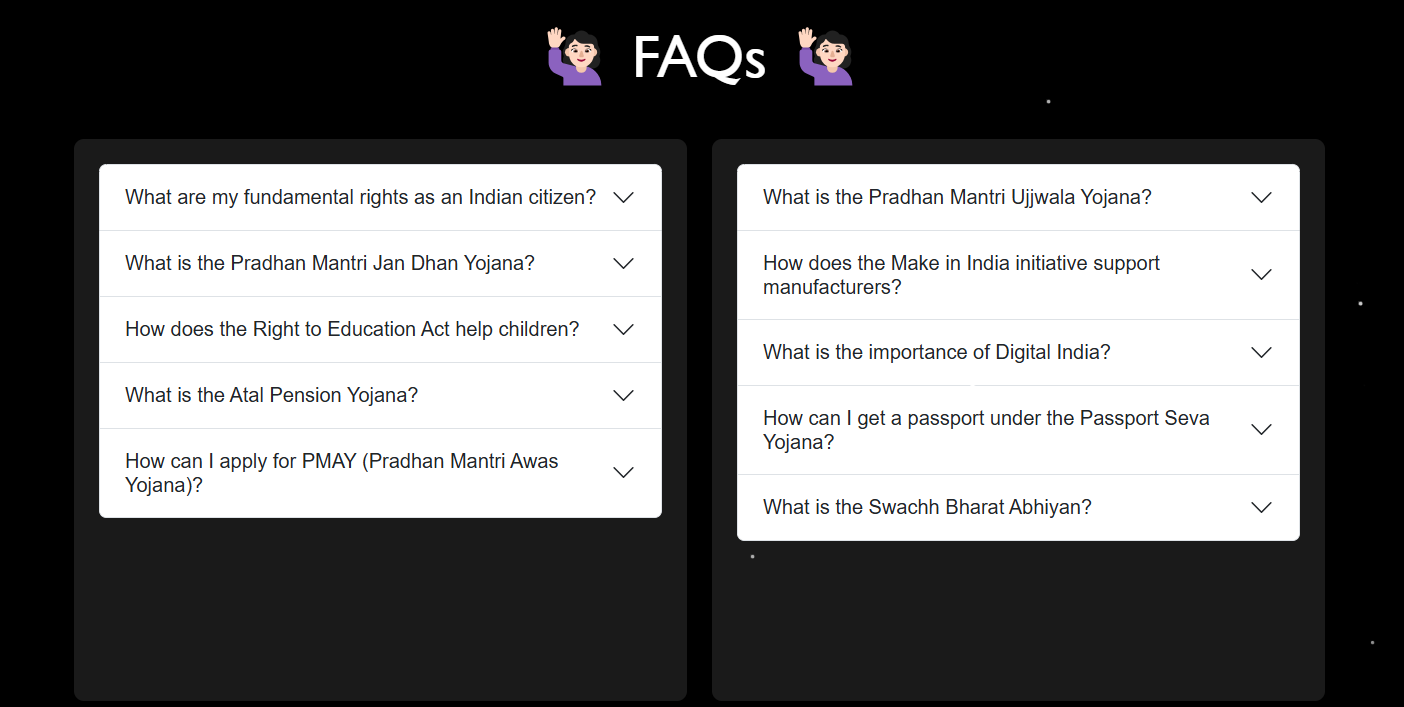 FAQs
What are my fundamental rights as an Indian citizen?
What is the Pradhan Mantri Jan Dhan Yojana?
How does the Right to Education Act help children?
What is the Atal Pension Yojana?
How can I apply for PMAY (Pradhan Mantri Awas
Yojana)?
What is the Pradhan Mantri Ujjwala Yojana?
How does the Make in India initiative support
manufacturers?
What is the importance of Digital India?
How can I get a passport under the Passport Seva
Yojana?
What is the Swachh Bharat Abhiyan?